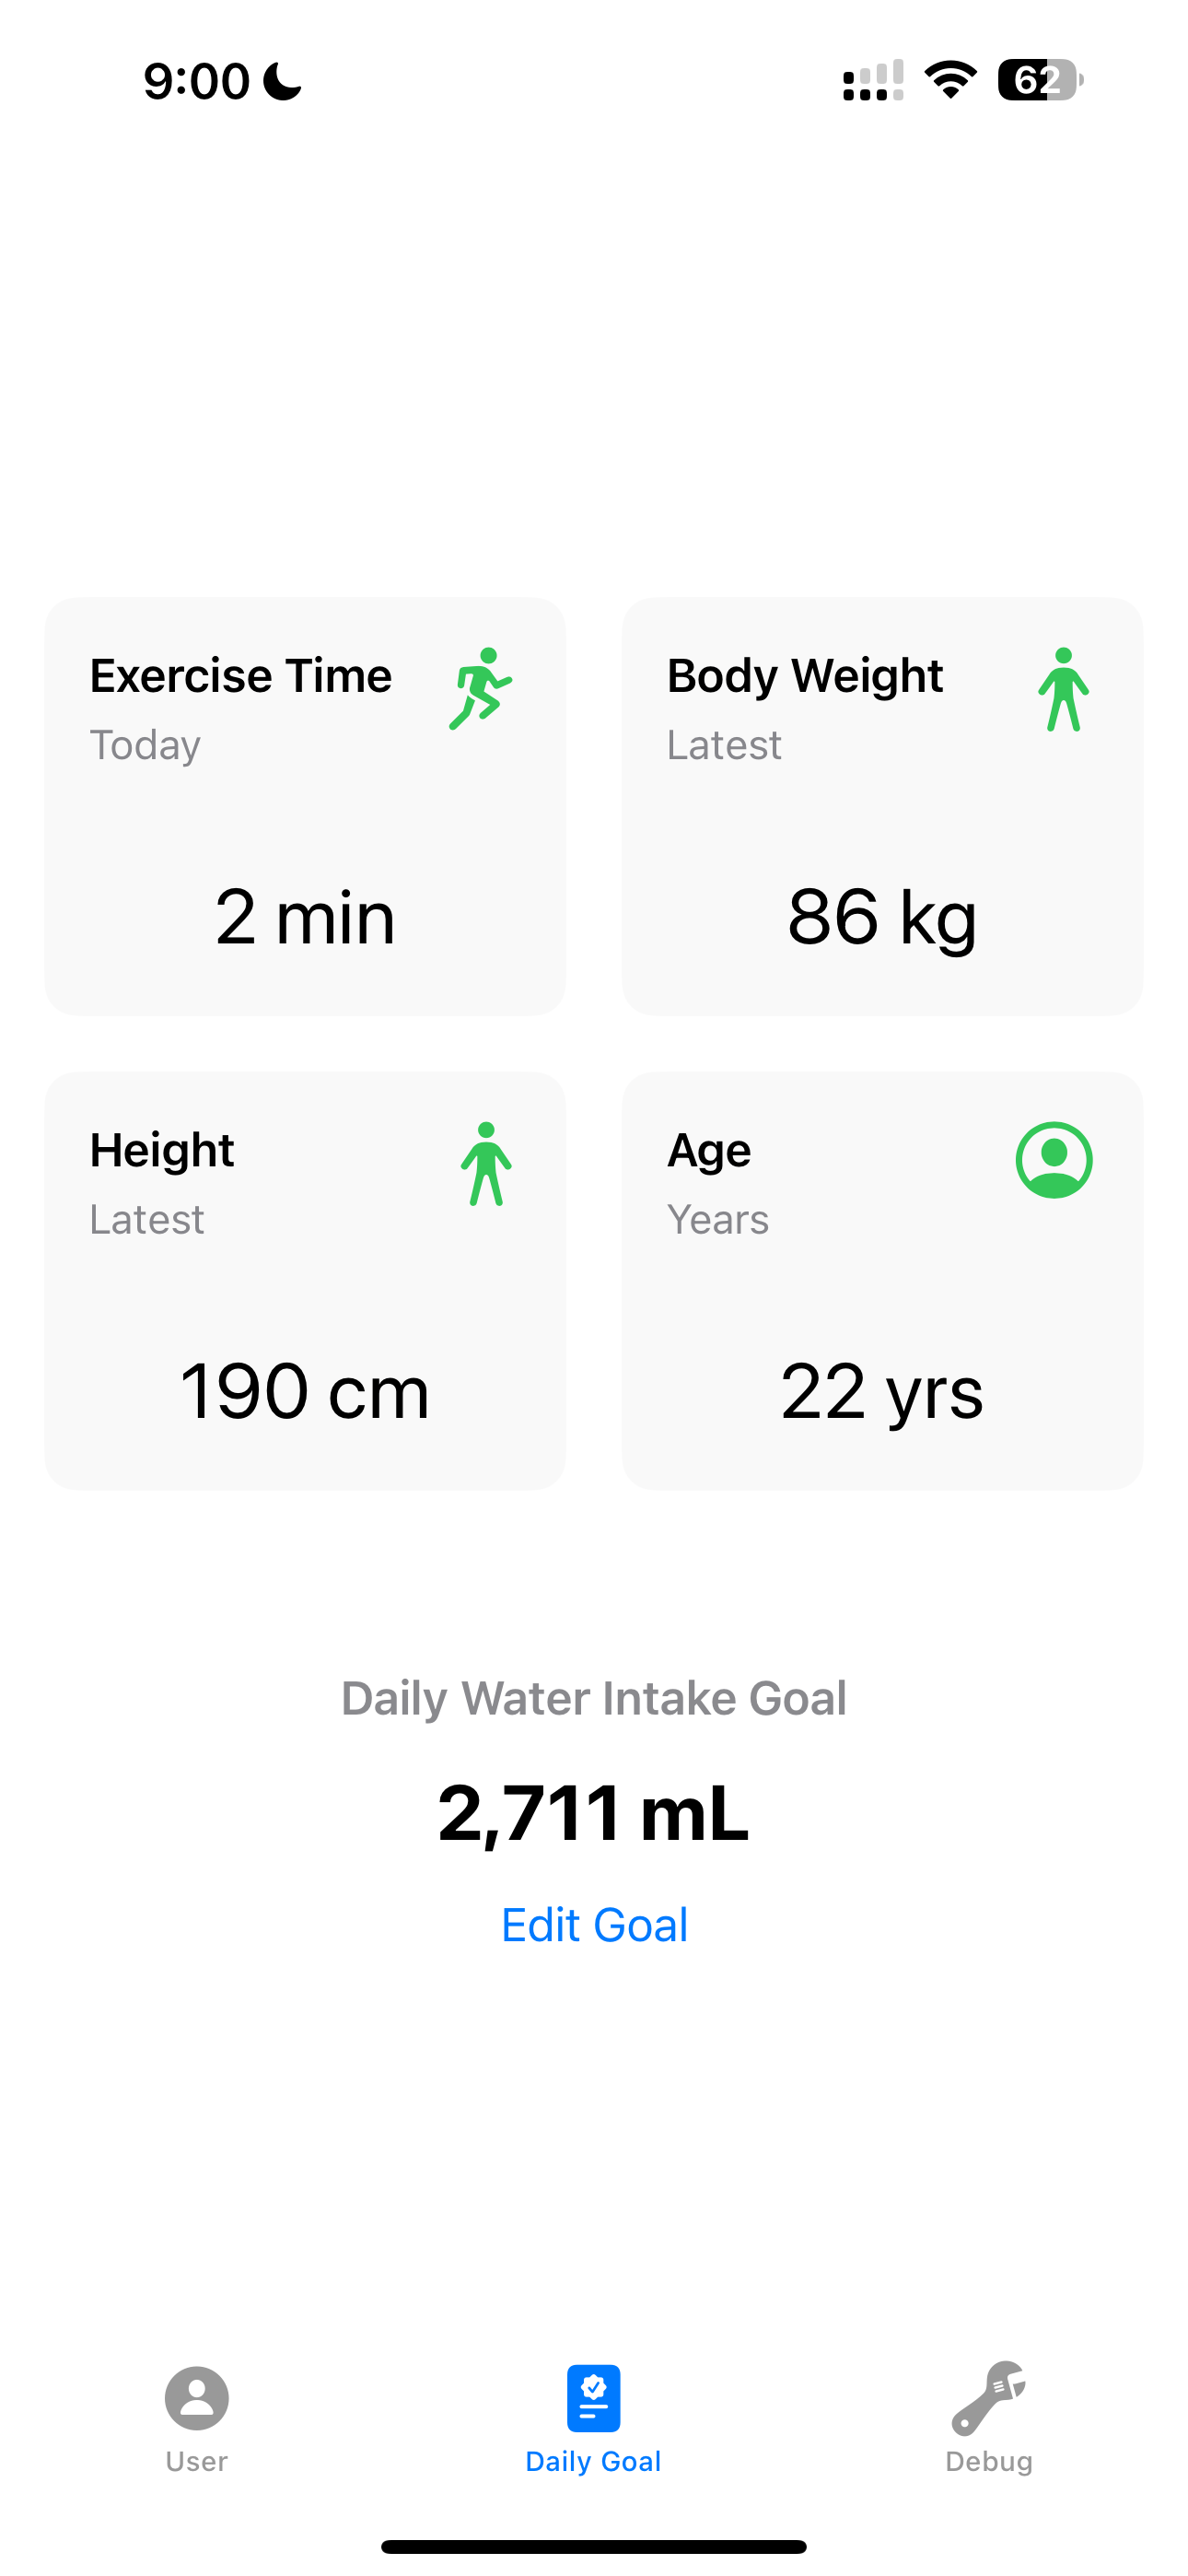 9:00
62
Exercise Time
Today
2 min
Body Weight
Latest
86 kg
Height
Latest
190 cm
Age
Years
22 yrs
Daily Water Intake Goal
2,711 mL
Edit Goal
User
Daily Goal
Debug